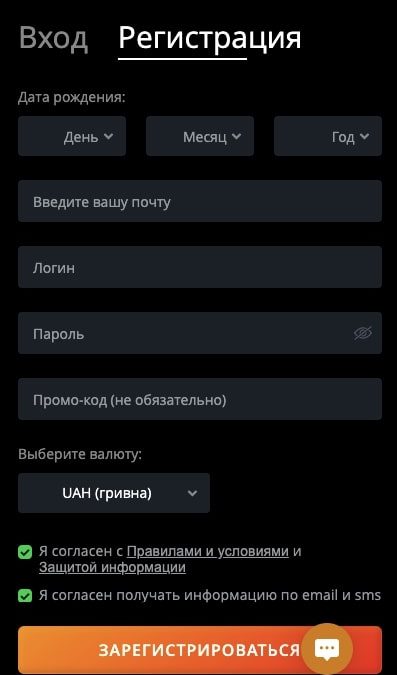 Вход Регистрация
Дата рождения:
День Месяц Год
Введите вашу почту
Логин
Пароль
Промо-код (не обязательно)
Выберите валюту:
UAH (гривна)
Я согласен с Правилами и условиями и
Защитой информации
Я согласен получать информацию по email и sms
ЗАРЕГИСТРИРОВАТЬСЯ